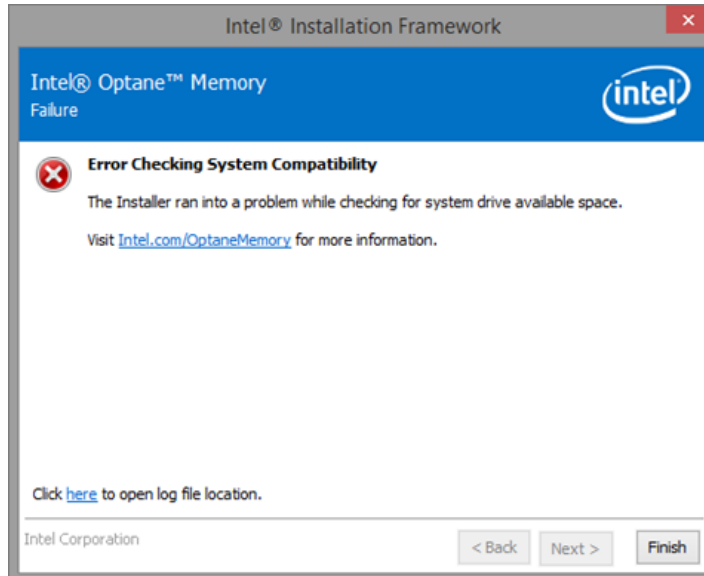 Intel® Installation Framework
Intel® Optane™ Memory
Failure
intel
Error Checking System Compatibility
The Installer ran into a problem while checking for system drive available space.
Visit Intel.com/OptaneMemory for more information.
Click here to open log file location.
Intel Corporation
< Back
Next >
Finish